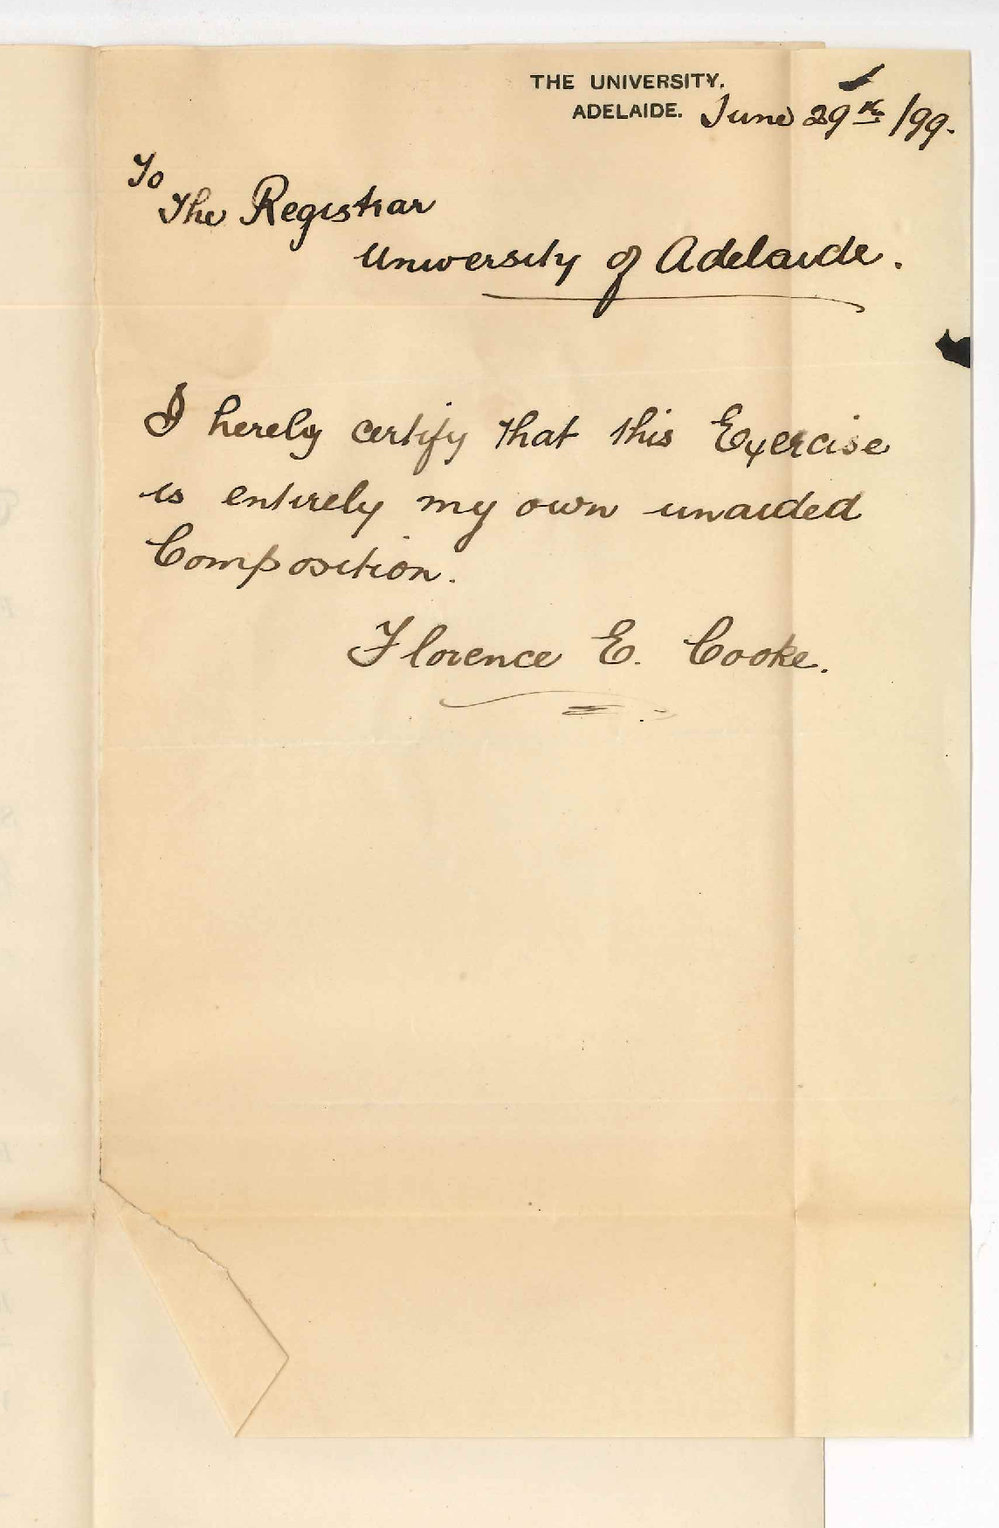 THE UNIVERSITY,
ADELAIDE. June 29th /99.
To
The Registrar
University of Adelaide.
I hereby certify that this Exercise
is entirely my own unaided
Composition.
Florence E. Cooke.